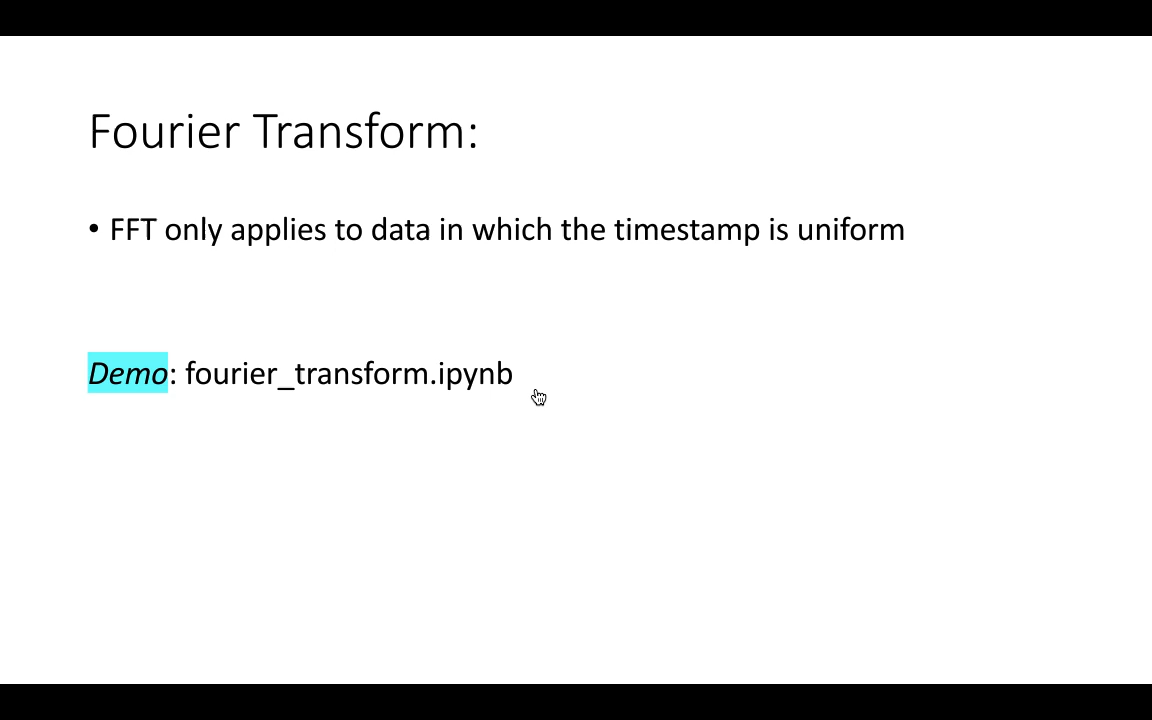 Fourier Transform:
• FFT only applies to data in which the timestamp is uniform
Demo: fourier_transform.ipynb